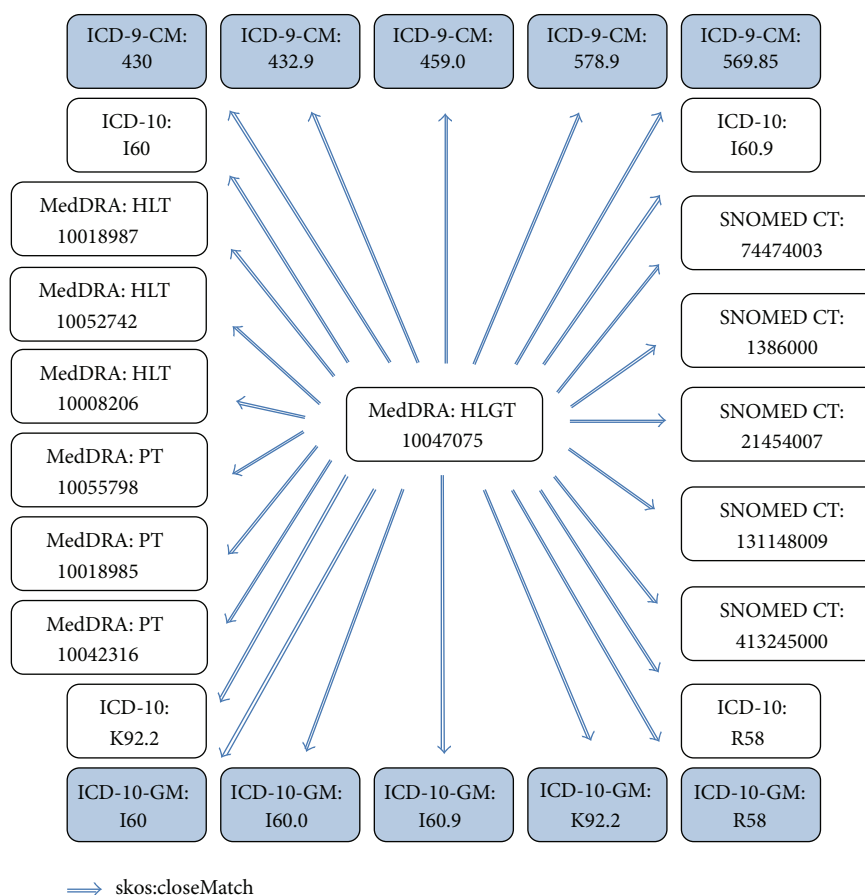 ICD-9-CM:
430
ICD-9-CM:
432.9
ICD-9-CM:
459.0
ICD-9-CM:
578.9
ICD-9-CM:
569.85
ICD-10:
I60
ICD-10:
I60.9
MedDRA: HLT
10018987
SNOMED CT:
74474003
MedDRA: HLT
10052742
SNOMED CT:
1386000
MedDRA: HLT
10008206
MedDRA: HLGT
10047075
SNOMED CT:
21454007
MedDRA: PT
10055798
SNOMED CT:
131148009
MedDRA: PT
10018985
SNOMED CT:
413245000
MedDRA: PT
10042316
ICD-10:
K92.2
ICD-10:
R58
ICD-10-GM:
I60
ICD-10-GM:
I60.0
ICD-10-GM:
I60.9
ICD-10-GM:
K92.2
ICD-10-GM:
R58
skos:closeMatch